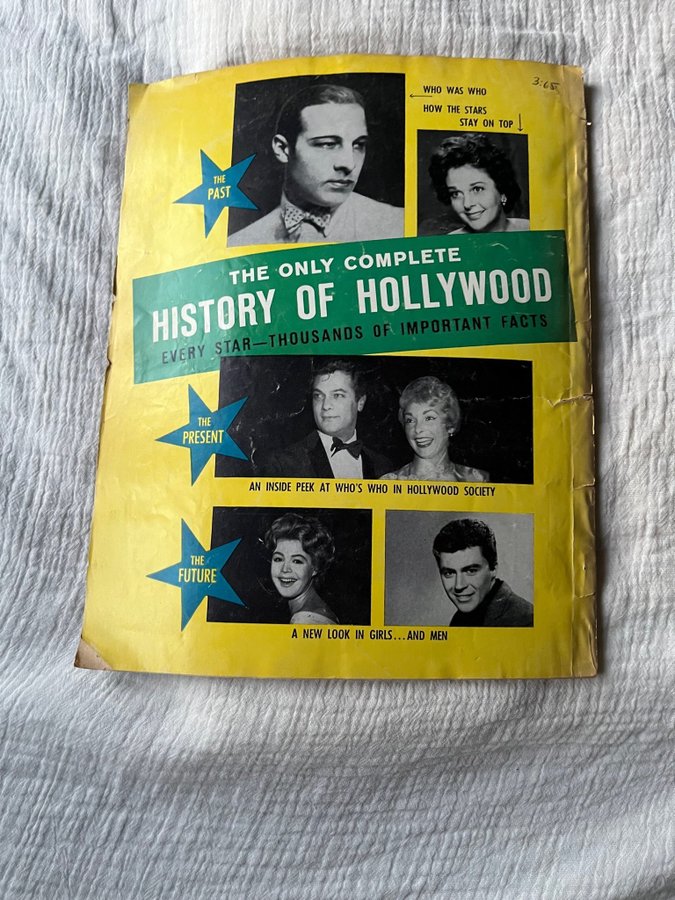 3-65¢
WHO WAS WHO
HOW THE STARS
STAY ON TOP
THE
PAST
THE ONLY COMPLETE
HISTORY OF HOLLYWOOD
EVERY STAR—THOUSANDS OF IMPORTANT FACTS
THE
PRESENT
AN INSIDE PEEK AT WHO'S WHO IN HOLLYWOOD SOCIETY
THE
FUTURE
A NEW LOOK IN GIRLS...AND MEN